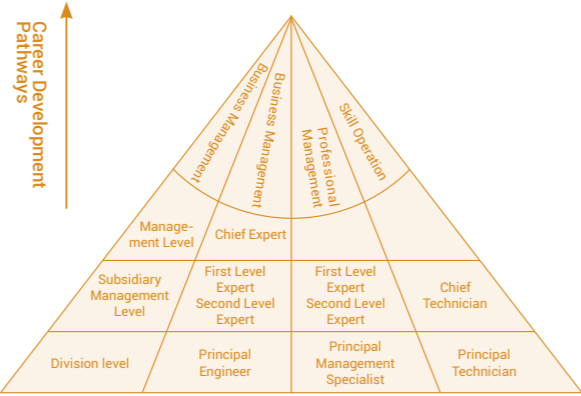 Career Development
Pathways
Business Management
Business Management
Professional
Management
Skill Operation
Manage-
ment Level
Chief Expert
Subsidiary
Management
Level
First Level
Expert
Second Level
Expert
First Level
Expert
Second Level
Expert
Chief
Technician
Division level
Principal
Engineer
Principal
Management
Specialist
Principal
Technician